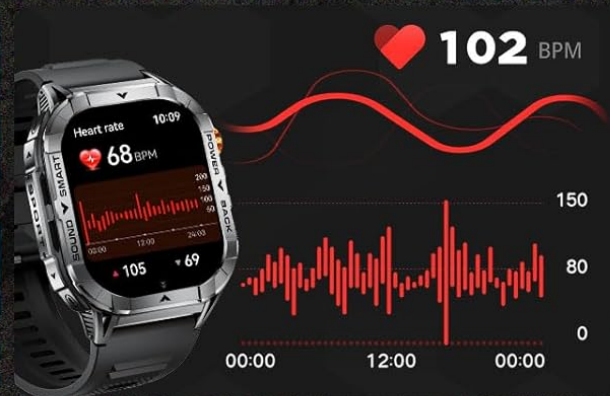 102 BPM
Heart rate 10:09
68 BPM
200
150
100
50
00:00 12:00 24:00
▲ 105 ▼ 69
SOUND
SMART
SPORT
POWER
BACK
150
80
0
00:00 12:00 00:00